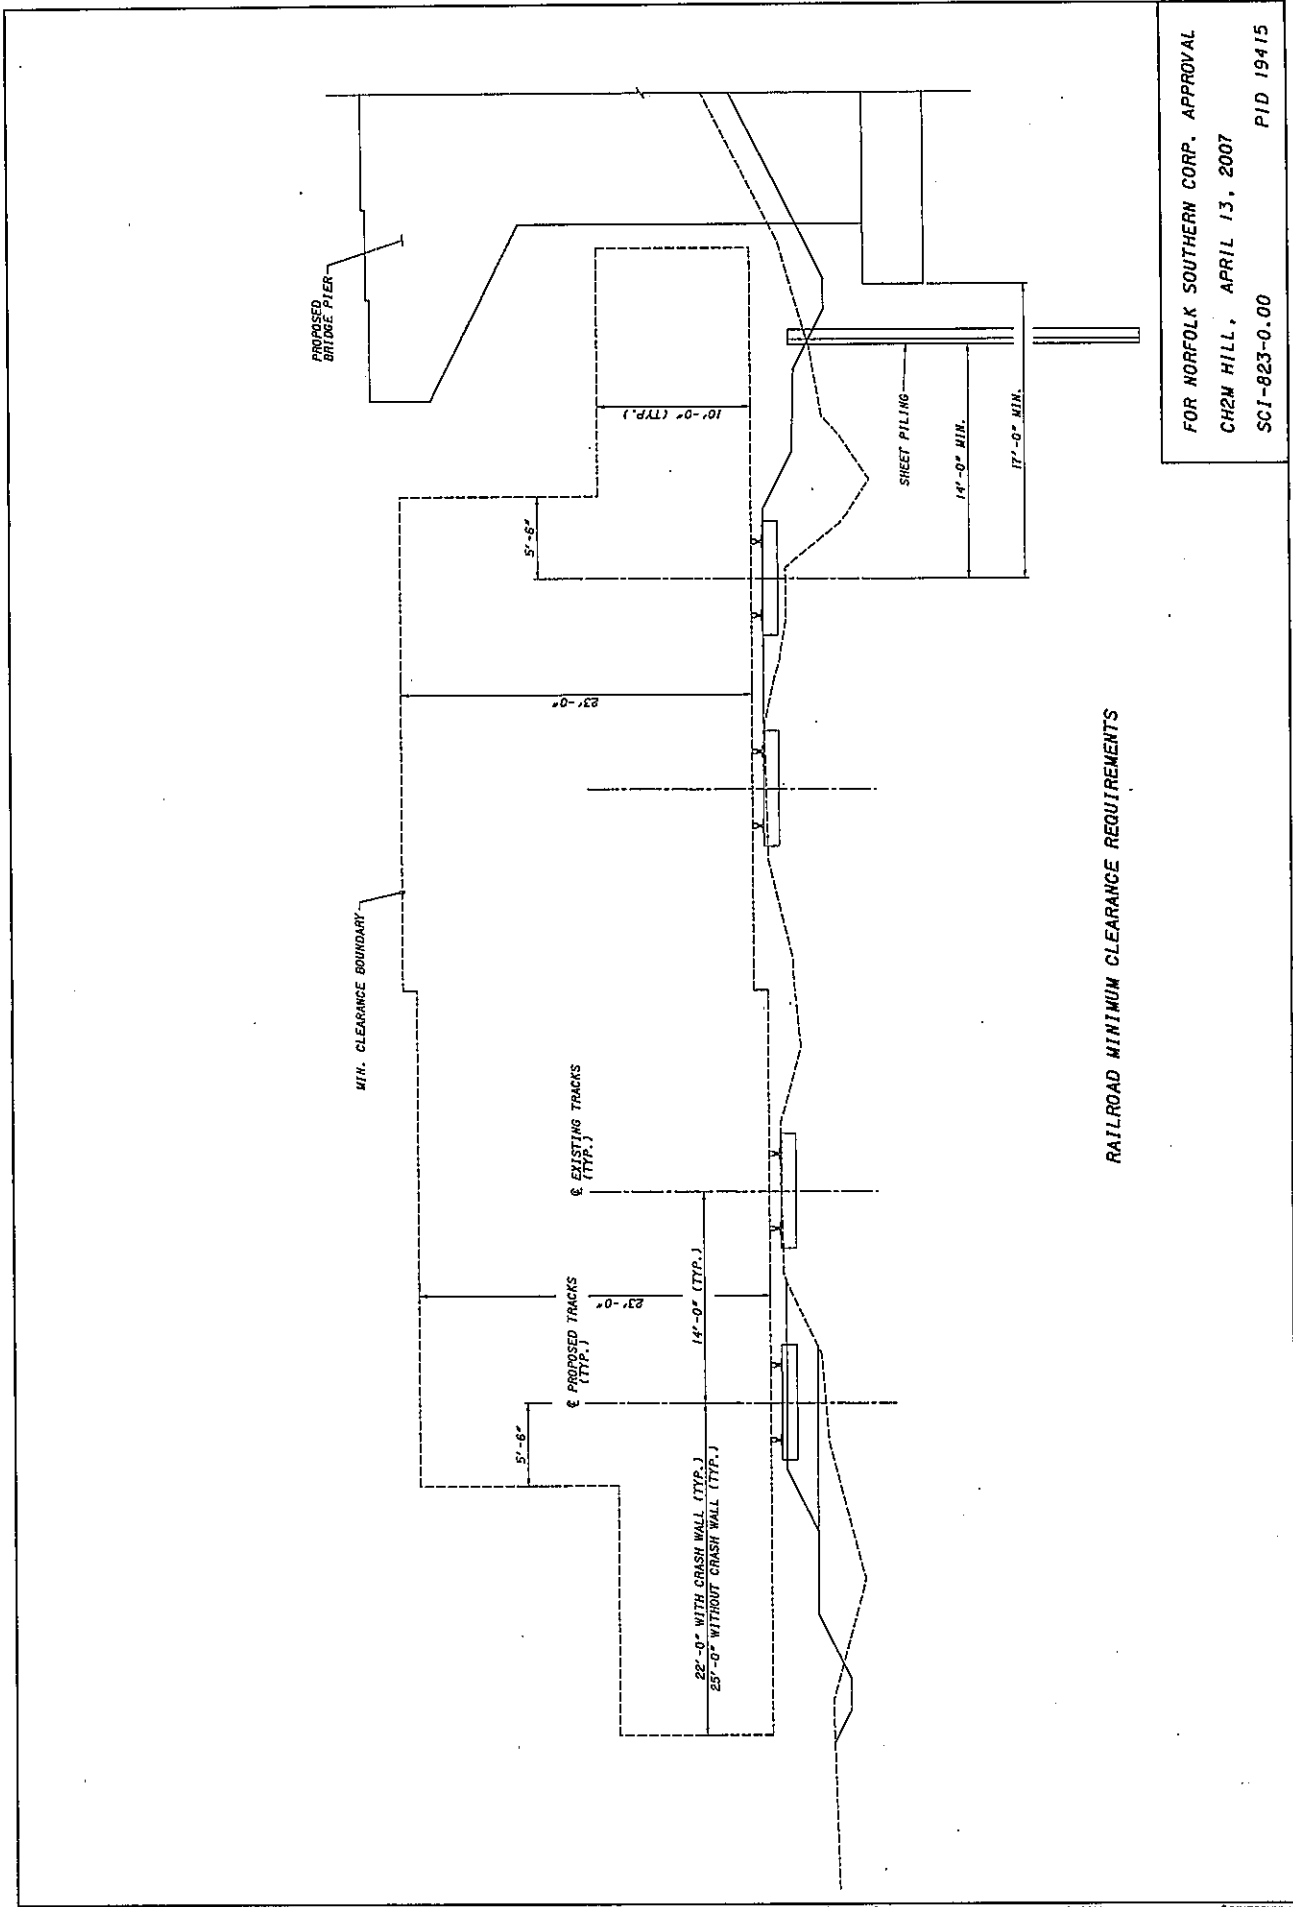 PROPOSED
BRIDGE PIER
MIN. CLEARANCE BOUNDARY
10'-0" (TYP.)
5'-6"
23'-0"
SHEET PILING
14'-0" MIN.
17'-0" MIN.
℄ EXISTING TRACKS
(TYP.)
℄ PROPOSED TRACKS
(TYP.)
23'-0"
14'-0" (TYP.)
5'-6"
22'-0" WITH CRASH WALL (TYP.)
25'-0" WITHOUT CRASH WALL (TYP.)
RAILROAD MINIMUM CLEARANCE REQUIREMENTS
FOR NORFOLK SOUTHERN CORP. APPROVAL
CH2M HILL, APRIL 13, 2007
SCI-823-0.00 PID 19415